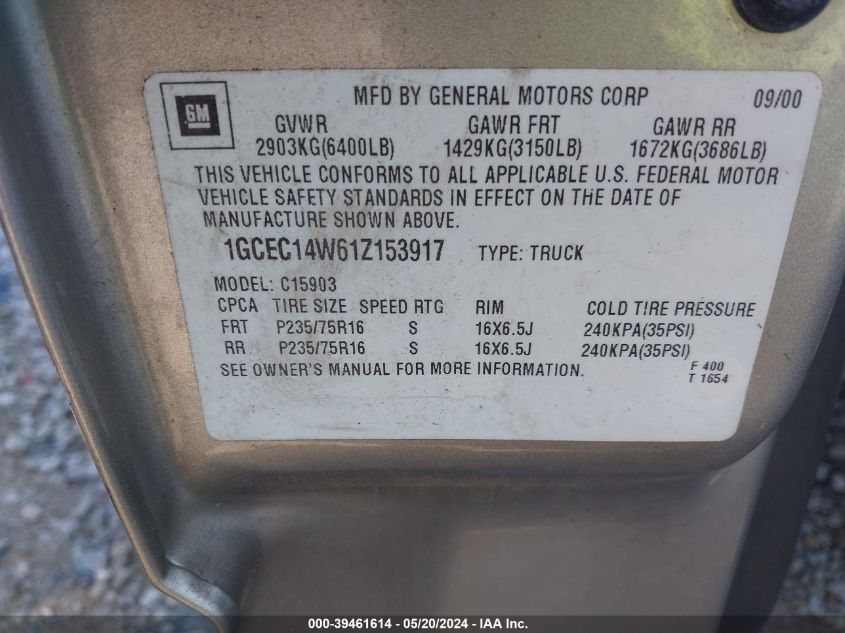 GM
MFD BY GENERAL MOTORS CORP 09/00
GVWR GAWR FRT GAWR RR
2903KG(6400LB) 1429KG(3150LB) 1672KG(3686LB)
THIS VEHICLE CONFORMS TO ALL APPLICABLE U.S. FEDERAL MOTOR
VEHICLE SAFETY STANDARDS IN EFFECT ON THE DATE OF
MANUFACTURE SHOWN ABOVE.
1GCEC14W61Z153917 TYPE: TRUCK
MODEL: C15903
CPCA TIRE SIZE SPEED RTG RIM COLD TIRE PRESSURE
FRT P235/75R16 S 16X6.5J 240KPA(35PSI)
RR P235/75R16 S 16X6.5J 240KPA(35PSI)
SEE OWNER'S MANUAL FOR MORE INFORMATION.
F 400
T 1654
000-39461614 - 05/20/2024 - IAA Inc.